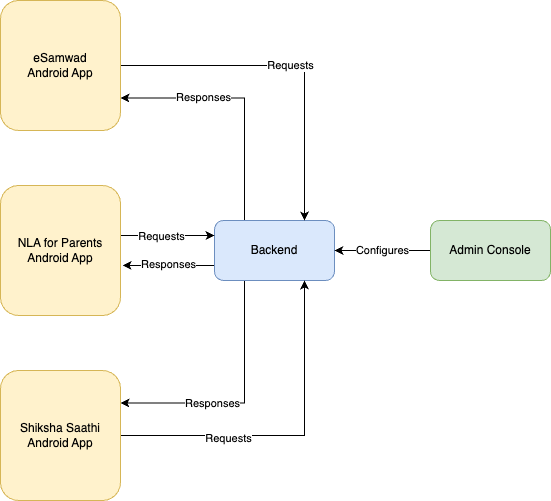 eSamwad
Android App
Requests
Responses
NLA for Parents
Android App
Requests
Responses
Backend
Configures
Admin Console
Shiksha Saathi
Android App
Responses
Requests